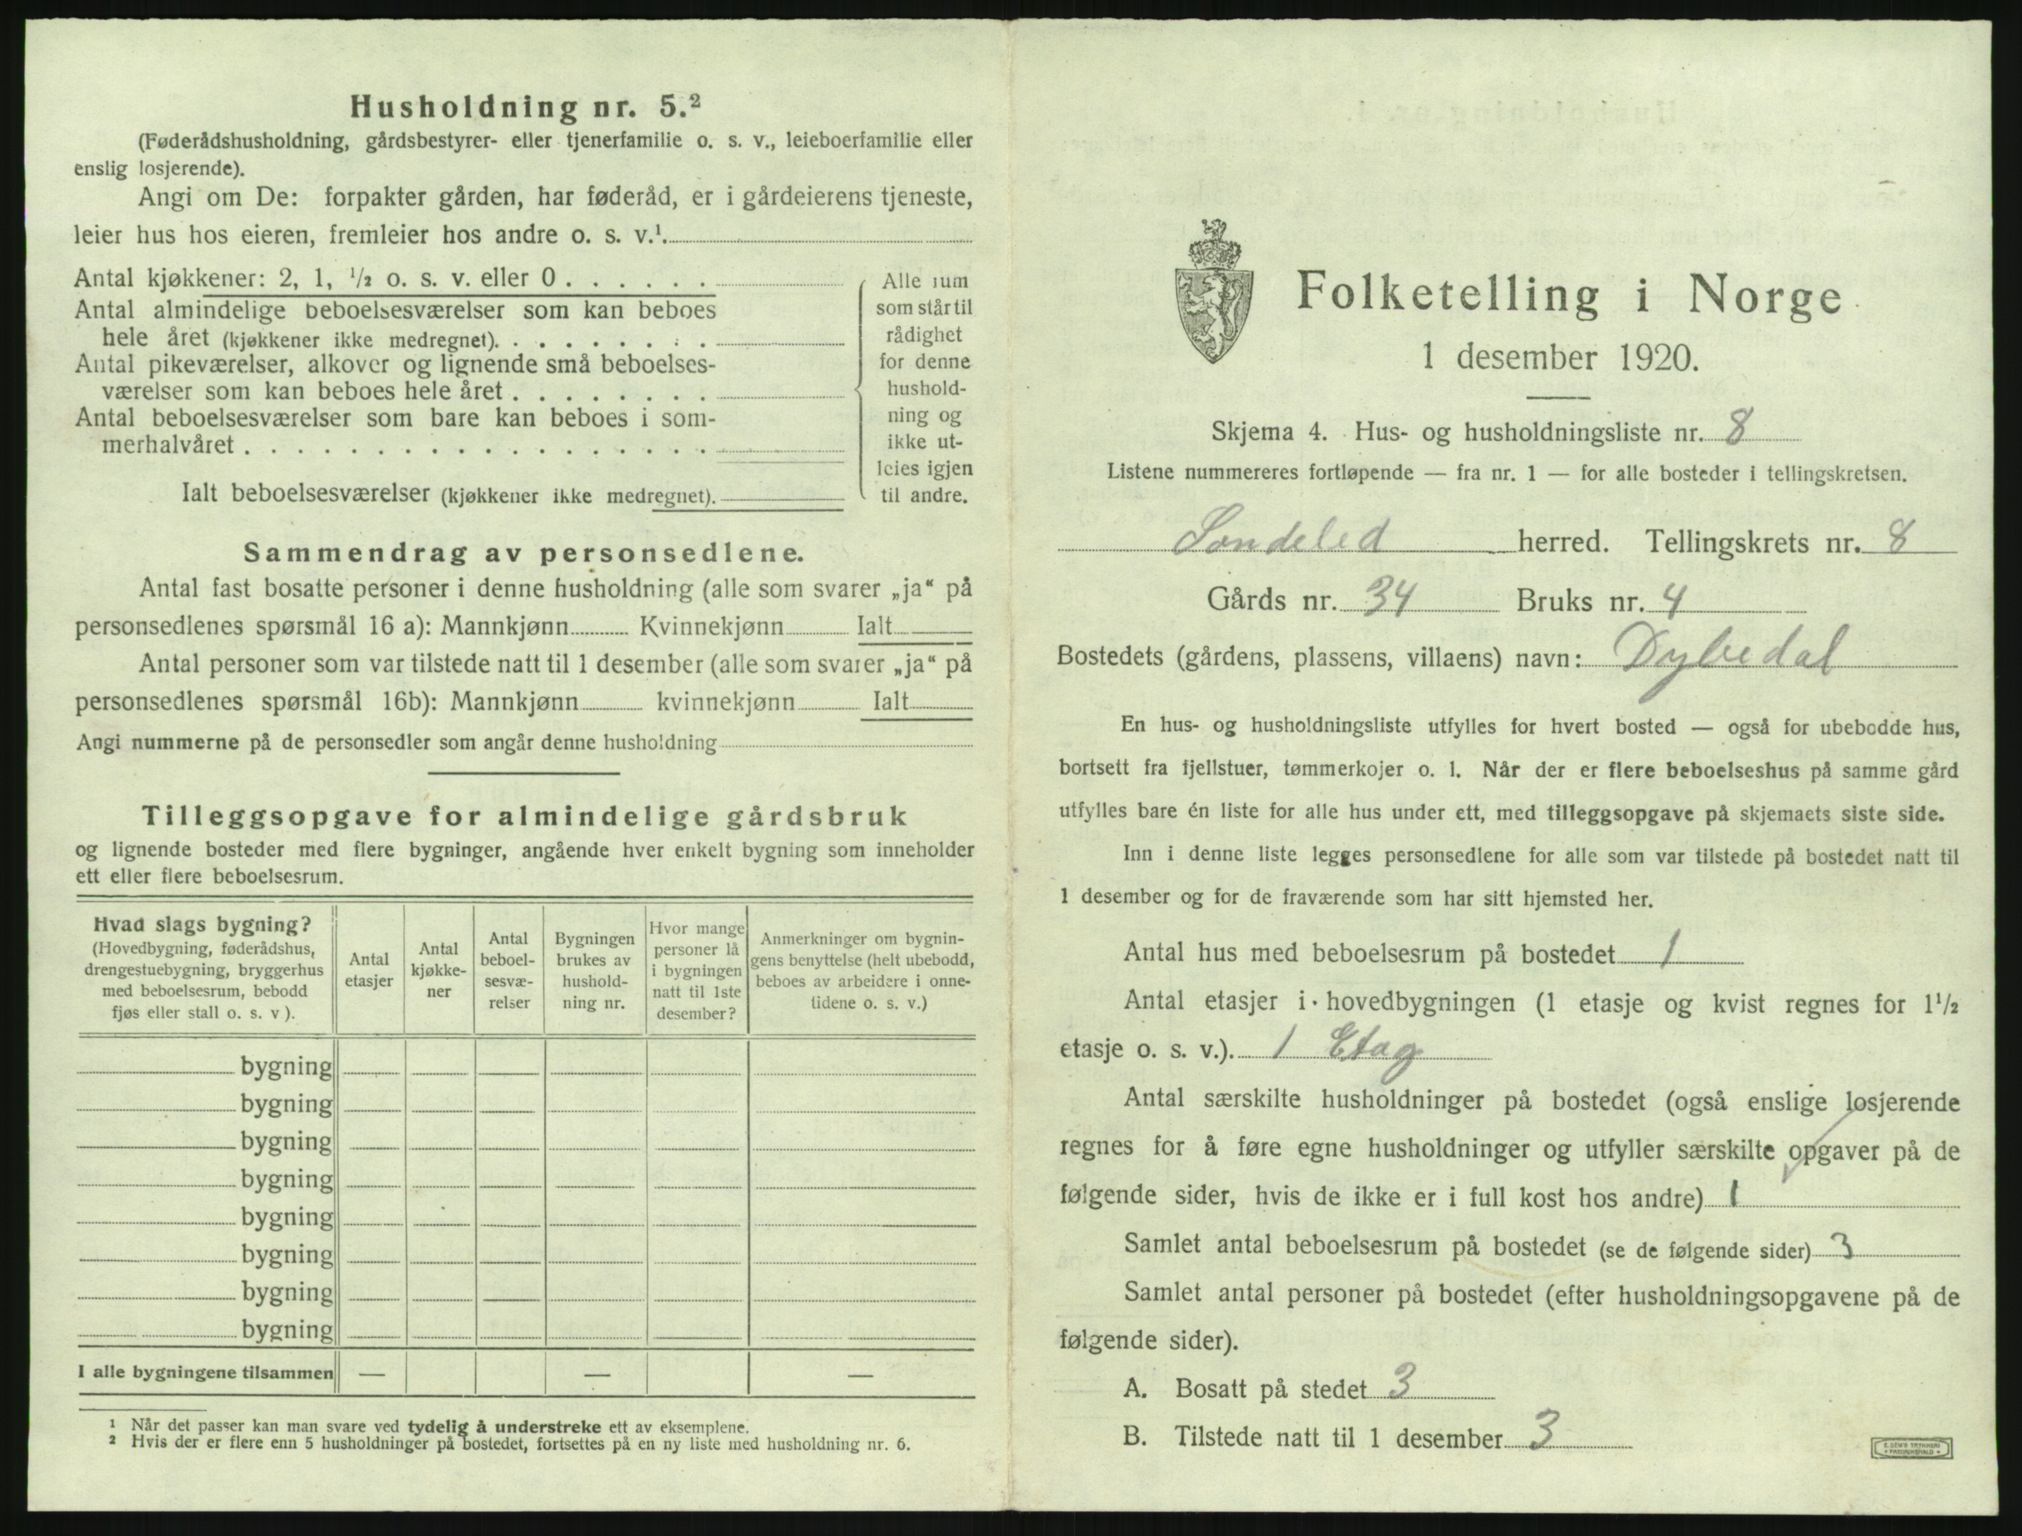 Husholdning nr. 5.²
(Føderådshusholdning, gårdsbestyrer- eller tjenerfamilie o. s. v., leieboerfamilie eller
enslig losjerende).
Angi om De: forpakter gården, har føderåd, er i gårdeierens tjeneste,
leier hus hos eieren, fremleier hos andre o. s. v.¹
Antal kjøkkener: 2, 1, ½ o. s. v. eller 0 . . . . . .
Antal almindelige beboelsesværelser som kan beboes
hele året (kjøkkener ikke medregnet). . . . . . . . .
Antal pikeværelser, alkover og lignende små beboelses-
værelser som kan beboes hele året . . . . . . . .
Antal beboelsesværelser som bare kan beboes i som-
merhalvåret . . . . . . . . . . . . . . . . . .
Ialt beboelsesværelser (kjøkkener ikke medregnet).
Alle rum
som står til
rådighet
for denne
hushold-
ning og
ikke ut-
leies igjen
til andre.
Sammendrag av personsedlene.
Antal fast bosatte personer i denne husholdning (alle som svarer „ja“ på
personsedlenes spørsmål 16 a): Mannkjønn Kvinnekjønn Ialt
Antal personer som var tilstede natt til 1 desember (alle som svarer „ja“ på
personsedlenes spørsmål 16b): Mannkjønn kvinnekjønn Ialt
Angi nummerne på de personsedler som angår denne husholdning
Tilleggsopgave for almindelige gårdsbruk
og lignende bosteder med flere bygninger, angående hver enkelt bygning som inneholder
ett eller flere beboelsesrum.
Hvad slags bygning?
(Hovedbygning, føderådshus,
drengestuebygning, bryggerhus
med beboelsesrum, bebodd
fjøs eller stall o. s. v ).
Antal
etasjer
Antal
kjøkke-
ner
Antal
beboel-
sesvæ-
relser
Bygningen
brukes av
hushold-
ning nr.
Hvor mange
personer lå
i bygningen
natt til 1ste
desember?
Anmerkninger om bygnin-
gens benyttelse (helt ubebodd,
beboes av arbeidere i onne-
tidene o. s. v.)
bygning
bygning
bygning
bygning
bygning
bygning
bygning
bygning
I alle bygningene tilsammen — — —
¹ Når det passer kan man svare ved tydelig å understreke ett av eksemplene.
² Hvis der er flere enn 5 husholdninger på bostedet, fortsettes på en ny liste med husholdning nr. 6.
Folketelling i Norge
1 desember 1920.
Skjema 4. Hus- og husholdningsliste nr. 8
Listene nummereres fortløpende — fra nr. 1 — for alle bosteder i tellingskretsen.
Sondeled herred. Tellingskrets nr. 8
Gårds nr. 34 Bruks nr. 4
Bostedets (gårdens, plassens, villaens) navn: Dybedal
En hus- og husholdningsliste utfylles for hvert bosted — også for ubebodde hus,
bortsett fra fjellstuer, tømmerkojer o. l. Når der er flere beboelseshus på samme gård
utfylles bare én liste for alle hus under ett, med tilleggsopgave på skjemaets siste side.
Inn i denne liste legges personsedlene for alle som var tilstede på bostedet natt til
1 desember og for de fraværende som har sitt hjemsted her.
Antal hus med beboelsesrum på bostedet 1
Antal etasjer i hovedbygningen (1 etasje og kvist regnes for 1½
etasje o. s. v.). 1 Etag
Antal særskilte husholdninger på bostedet (også enslige losjerende
regnes for å føre egne husholdninger og utfyller særskilte opgaver på de
følgende sider, hvis de ikke er i full kost hos andre) 1
Samlet antal beboelsesrum på bostedet (se de følgende sider) 3
Samlet antal personer på bostedet (efter husholdningsopgavene på de
følgende sider).
A. Bosatt på stedet 3
B. Tilstede natt til 1 desember 3